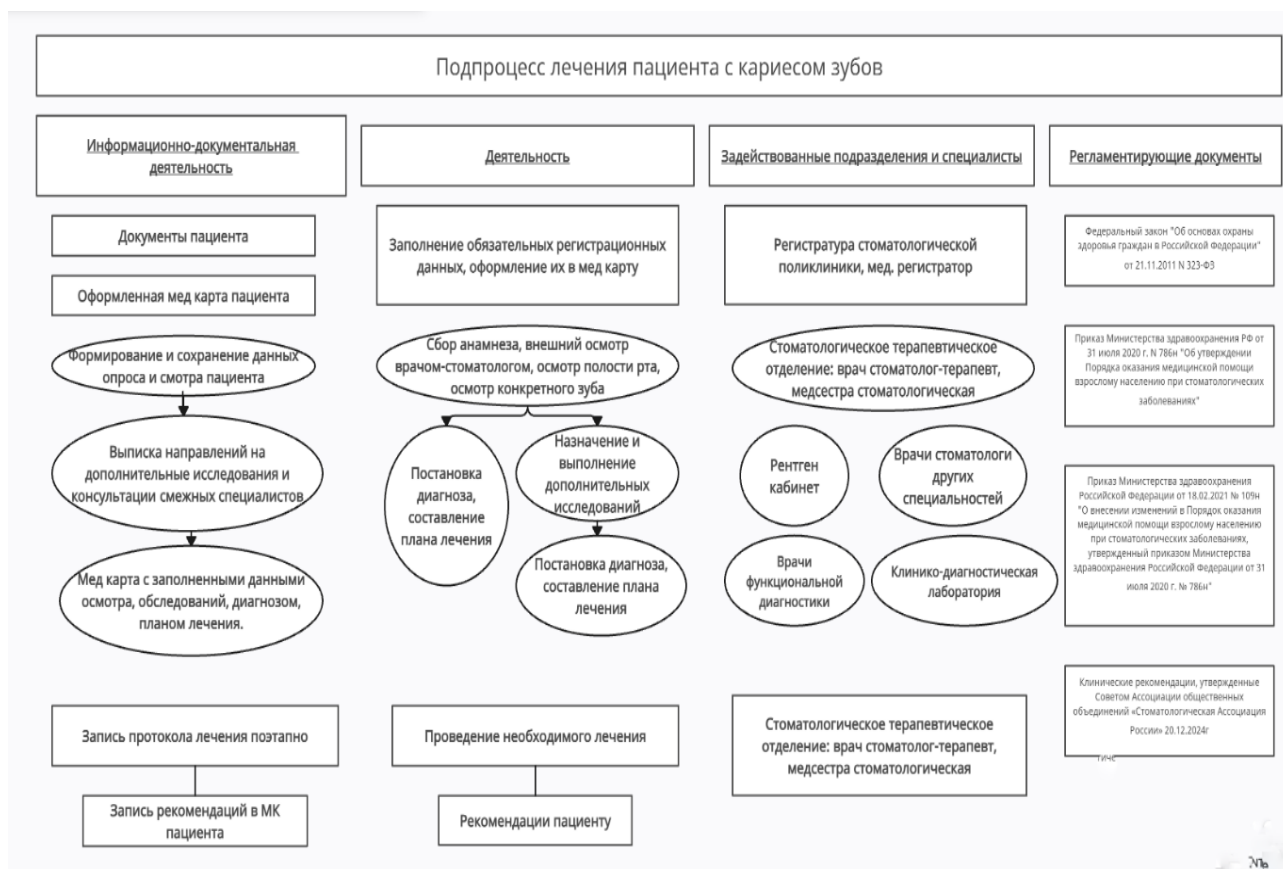 Подпроцесс лечения пациента с кариесом зубов
Информационно-документальная
деятельность
Документы пациента
Оформленная мед карта пациента
Формирование и сохранение данных
опроса и смотра пациента
Выписка направлений на
дополнительные исследования и
консультации смежных специалистов
Мед карта с заполненными данными
осмотра, обследований, диагнозом,
планом лечения.
Запись протокола лечения поэтапно
Запись рекомендаций в МК
пациента
Деятельность
Заполнение обязательных регистрационных
данных, оформление их в мед карту
Сбор анамнеза, внешний осмотр
врачом-стоматологом, осмотр полости рта,
осмотр конкретного зуба
Постановка
диагноза,
составление
плана лечения
Назначение и
выполнение
дополнительных
исследований
Постановка диагноза,
составление плана
лечения
Проведение необходимого лечения
Рекомендации пациенту
Задействованные подразделения и специалисты
Регистратура стоматологической
поликлиники, мед. регистратор
Стоматологическое терапевтическое
отделение: врач стоматолог-терапевт,
медсестра стоматологическая
Рентген
кабинет
Врачи стоматологи
других
специальностей
Врачи
функциональной
диагностики
Клинико-диагностическая
лаборатория
Стоматологическое терапевтическое
отделение: врач стоматолог-терапевт,
медсестра стоматологическая
Регламентирующие документы
Федеральный закон "Об основах охраны
здоровья граждан в Российской Федерации"
от 21.11.2011 N 323-ФЗ
Приказ Министерства здравоохранения РФ от
31 июля 2020 г. N 786н "Об утверждении
Порядка оказания медицинской помощи
взрослому населению при стоматологических
заболеваниях"
Приказ Министерства здравоохранения
Российской Федерации от 18.02.2021 № 109н
"О внесении изменений в Порядок оказания
медицинской помощи взрослому населению
при стоматологических заболеваниях,
утвержденный приказом Министерства
здравоохранения Российской Федерации от 31
июля 2020 г. № 786н"
Клинические рекомендации, утвержденные
Советом Ассоциации общественных
объединений «Стоматологическая Ассоциация
России» 20.12.2024г